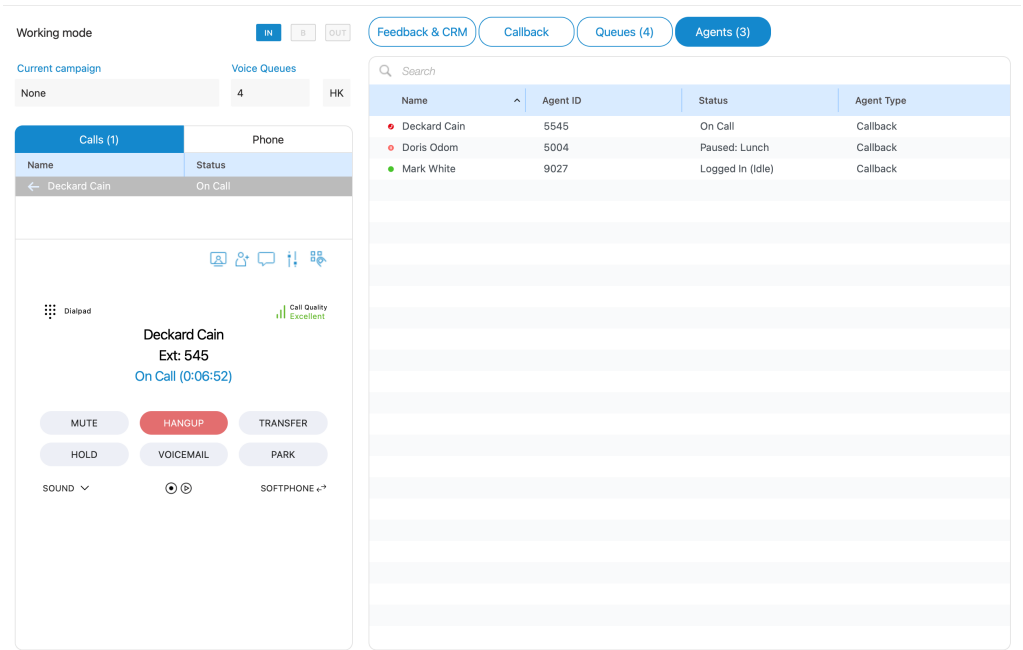 Working mode
IN
B
OUT
Current campaign
Voice Queues
None
4
HK
Calls (1)
Phone
Name
Status
Deckard Cain
On Call
Dialpad
Call Quality
Excellent
Deckard Cain
Ext: 545
On Call (0:06:52)
MUTE
HANGUP
TRANSFER
HOLD
VOICEMAIL
PARK
SOUND
SOFTPHONE
Feedback & CRM
Callback
Queues (4)
Agents (3)
Search
Name Agent ID Status Agent Type
Deckard Cain 5545 On Call Callback
Doris Odom 5004 Paused: Lunch Callback
Mark White 9027 Logged In (Idle) Callback